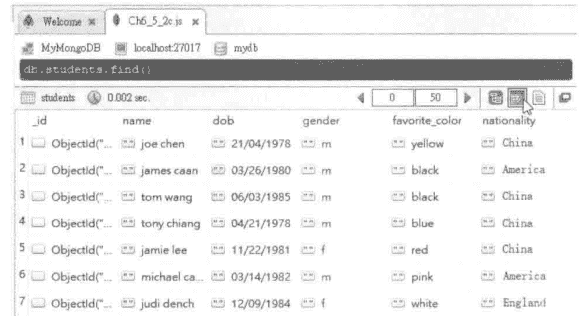 Welcome × Ch6_5_2c.js ×
MyMongoDB localhost:27017 mydb
db.students.find()
students 0.002 sec. 0 50
_id name dob gender favorite_color nationality
1 ObjectId("... joe chen 21/04/1978 m yellow China
2 ObjectId("... james caan 03/26/1980 m black America
3 ObjectId("... tom wang 06/03/1985 m black China
4 ObjectId("... tony chiang 04/21/1978 m blue China
5 ObjectId("... jamie lee 11/22/1981 f red China
6 ObjectId("... michael ca... 03/14/1982 m pink America
7 ObjectId("... judi dench 12/09/1984 f white England